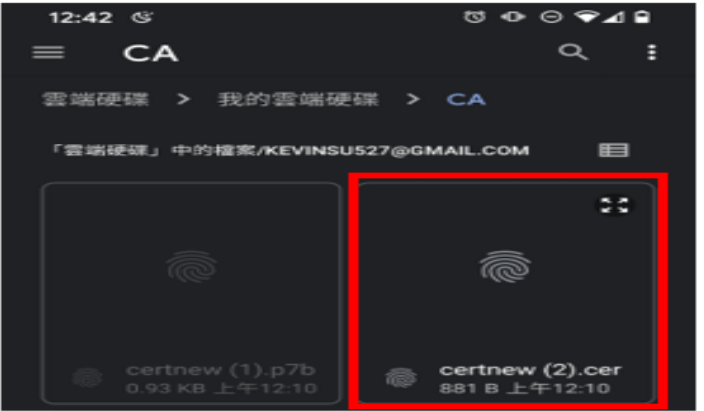 12:42
CA
雲端硬碟 > 我的雲端硬碟 > CA
「雲端硬碟」中的檔案/KEVINSU527@GMAIL.COM
certnew (1).p7b
0.93 KB 上午12:10
certnew (2).cer
881 B 上午12:10